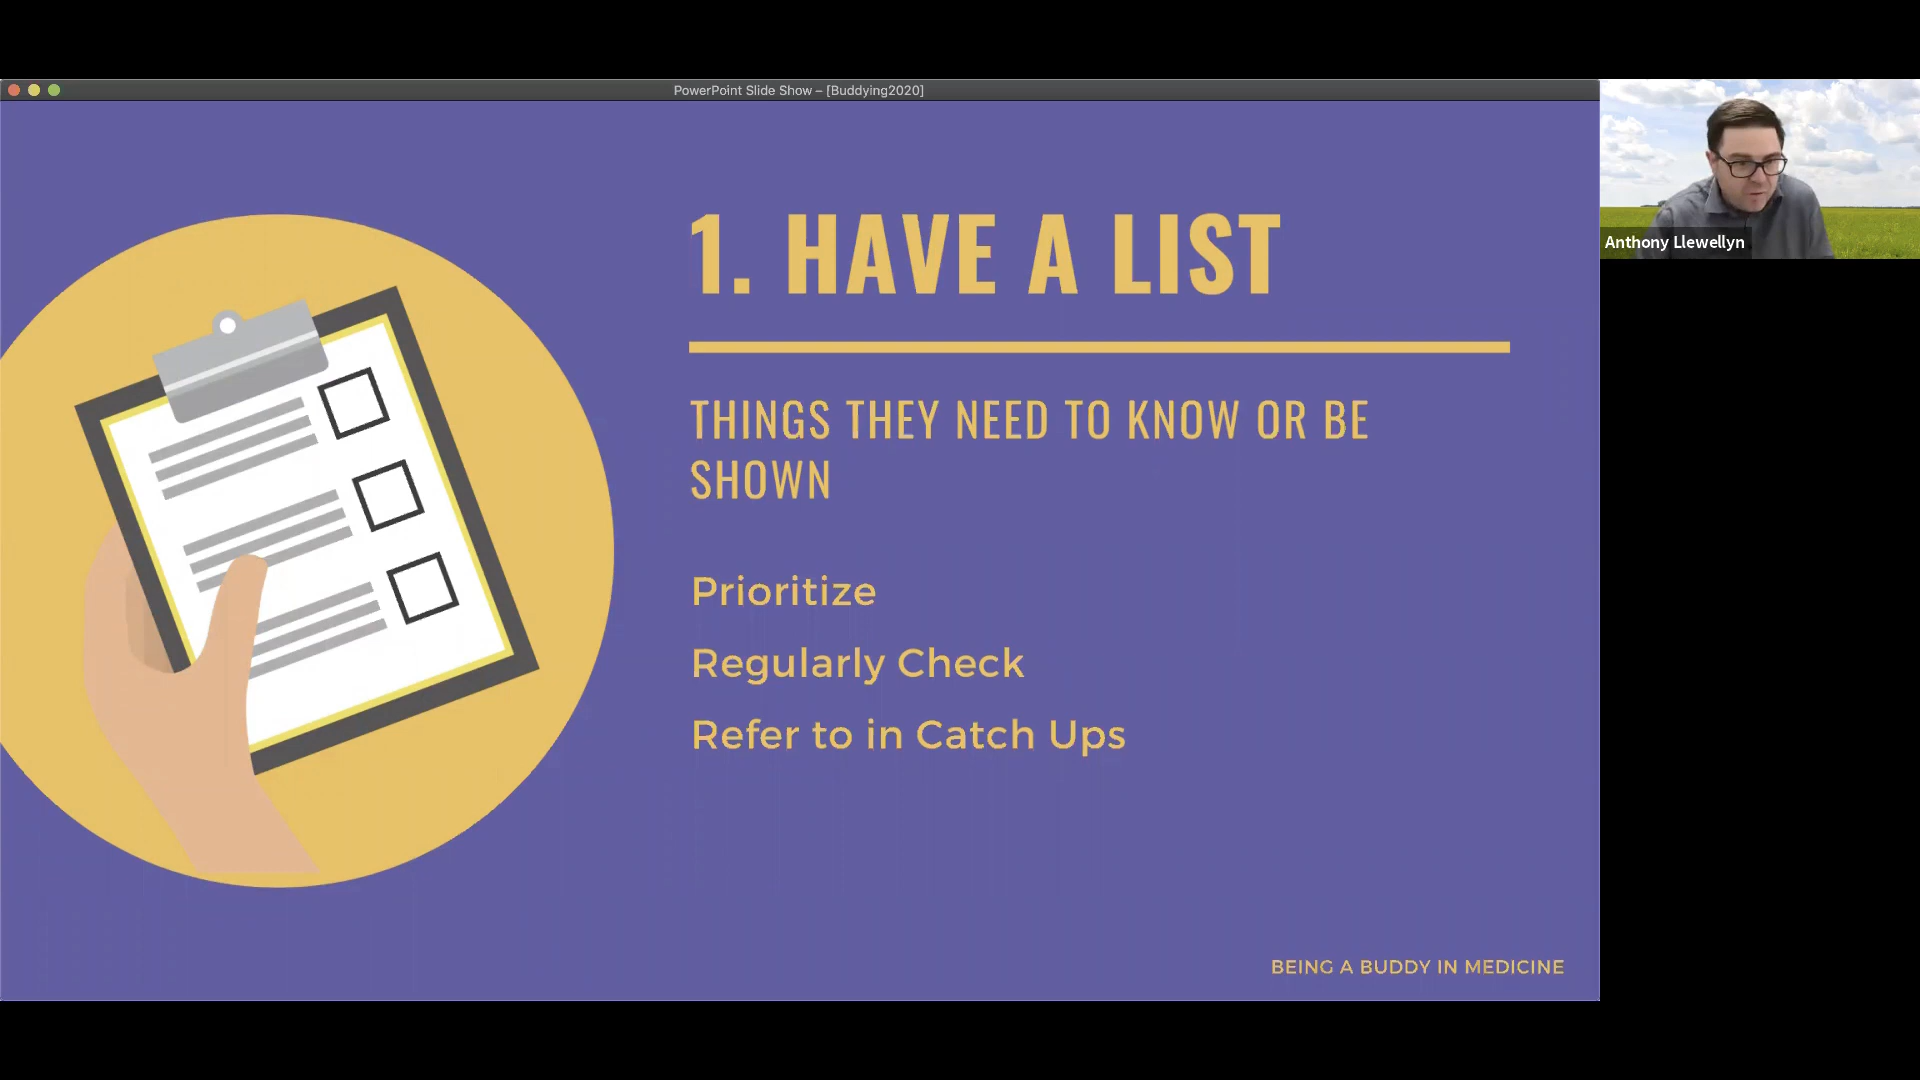 PowerPoint Slide Show – [Buddying2020]
1. HAVE A LIST
THINGS THEY NEED TO KNOW OR BE
SHOWN
Prioritize
Regularly Check
Refer to in Catch Ups
BEING A BUDDY IN MEDICINE
Anthony Llewellyn